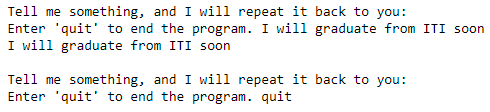 Tell me something, and I will repeat it back to you:
Enter 'quit' to end the program. I will graduate from ITI soon
I will graduate from ITI soon

Tell me something, and I will repeat it back to you:
Enter 'quit' to end the program. quit